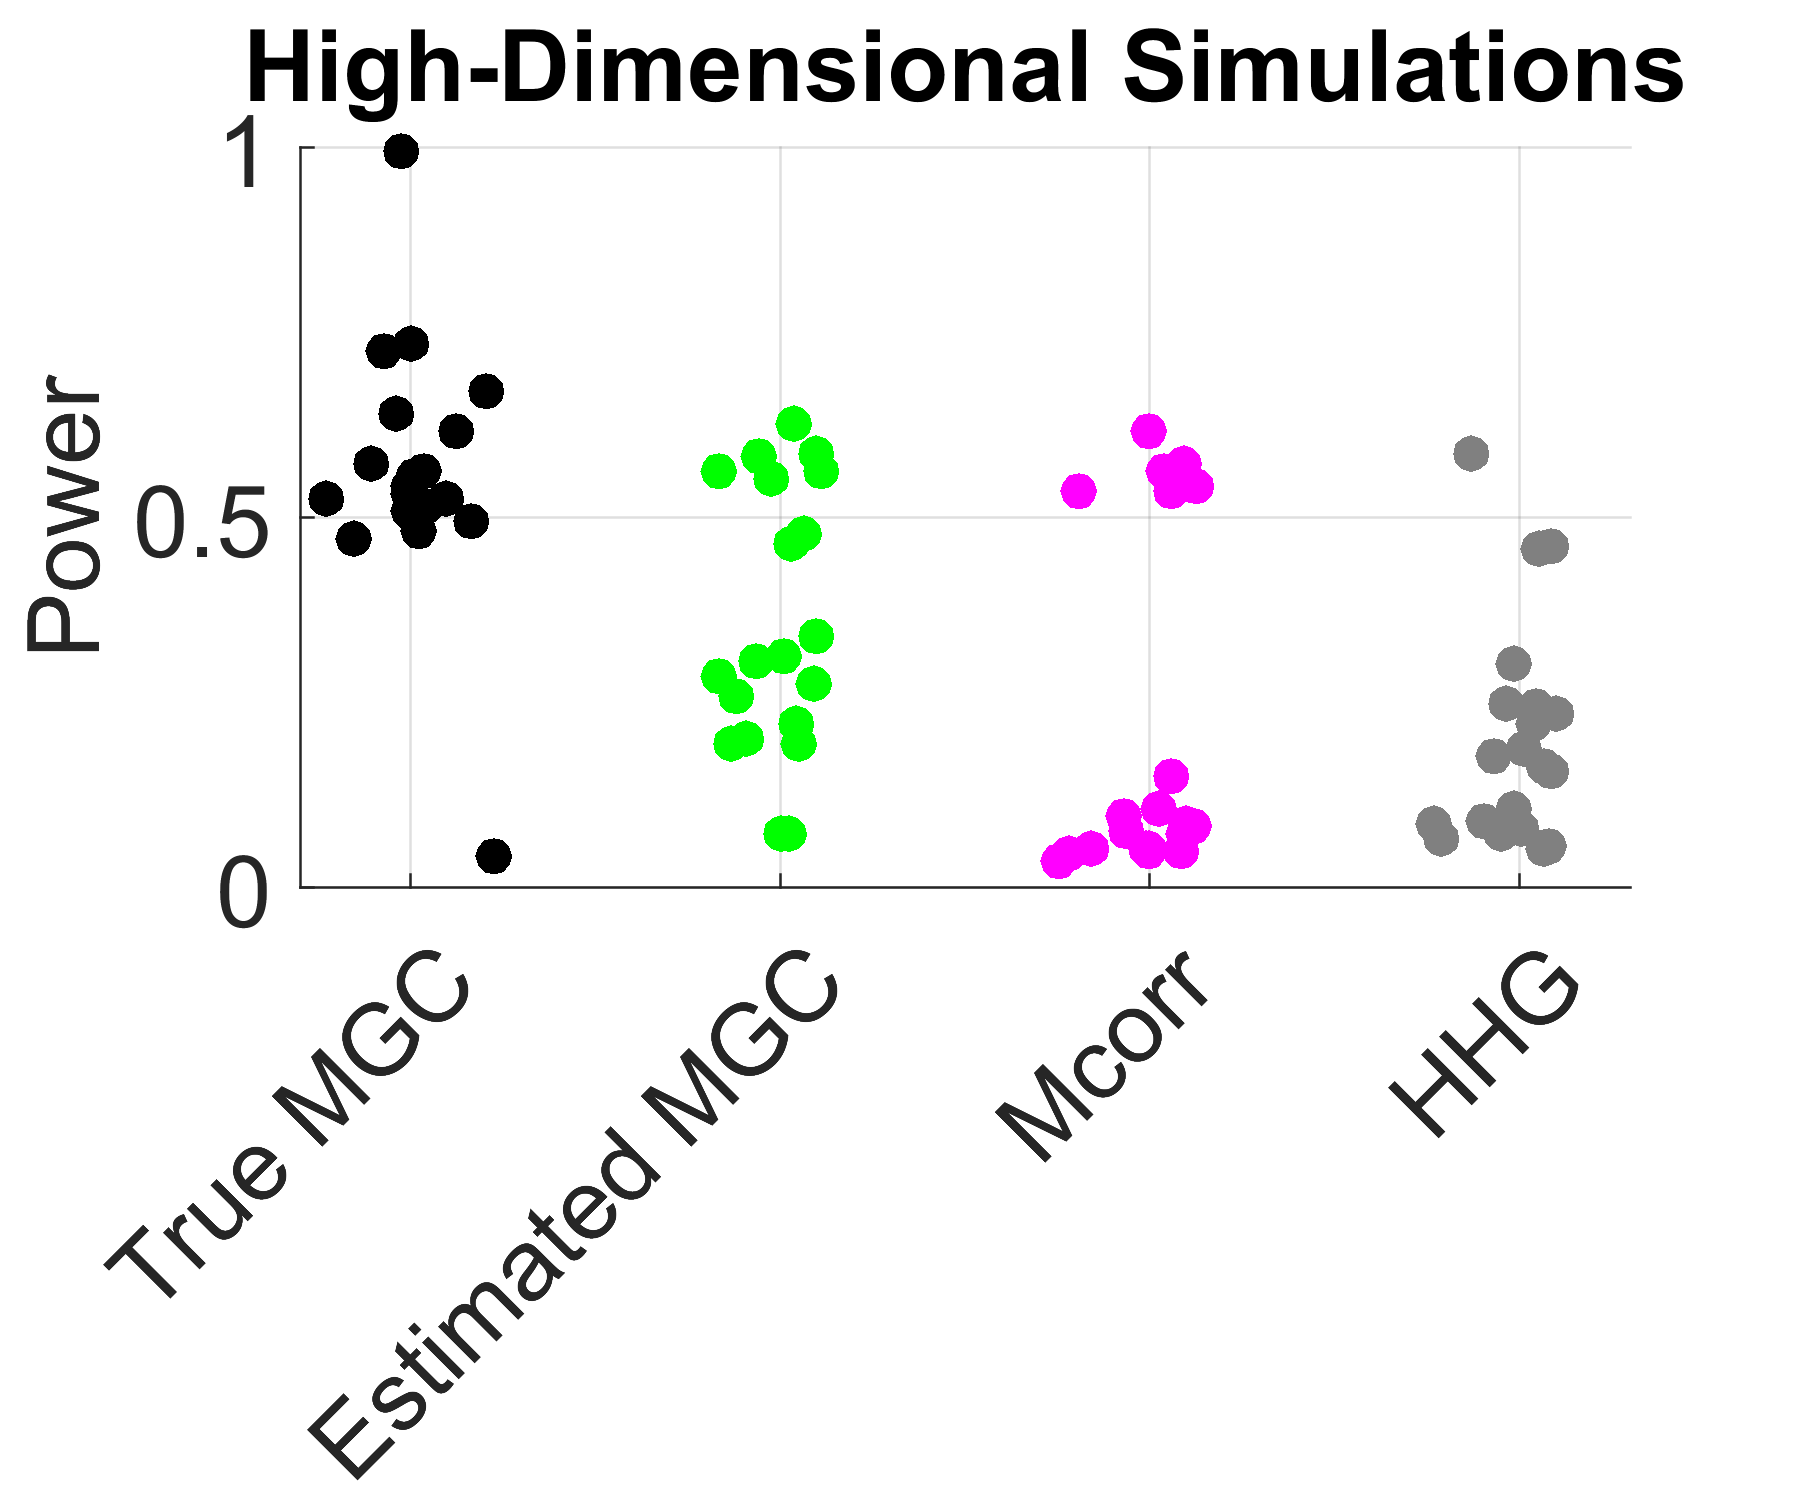 High-Dimensional Simulations
1
0.5
0
Power
True MGC
Estimated MGC
Mcorr
HHG